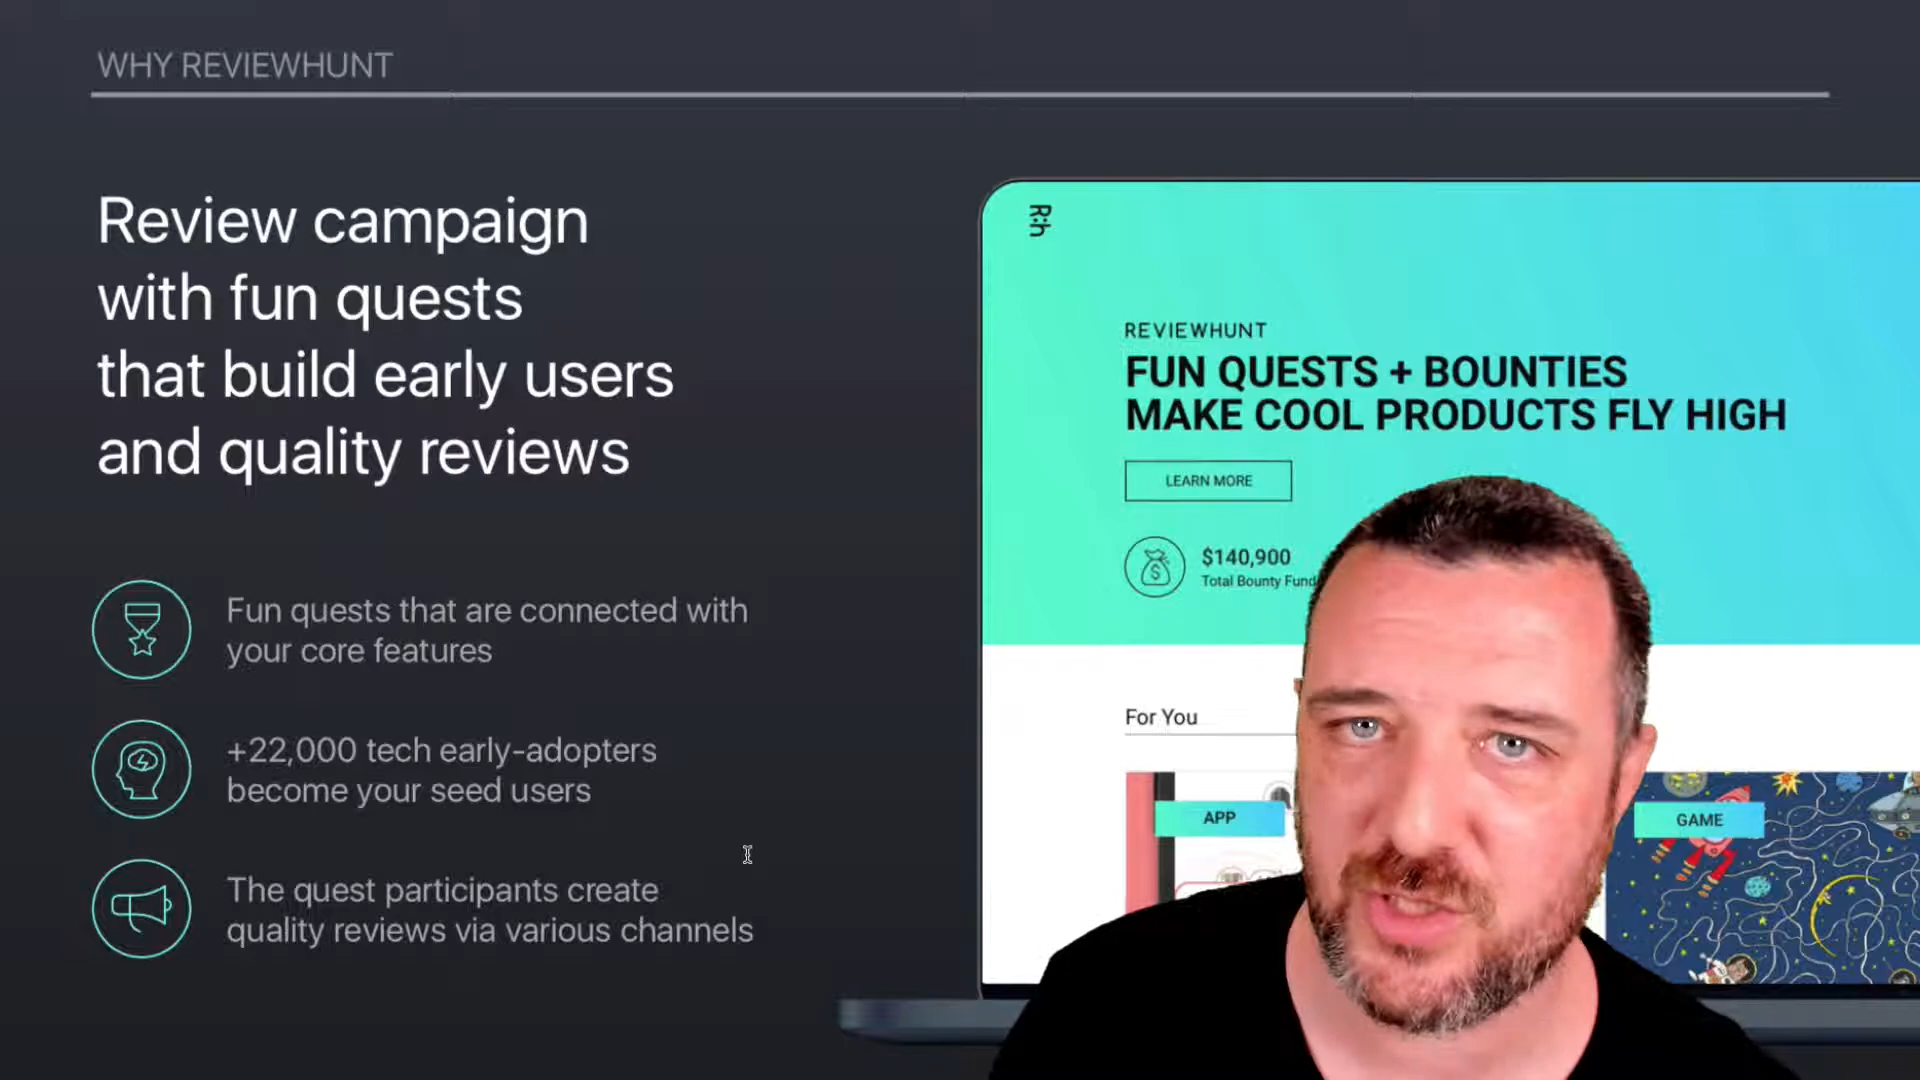 WHY REVIEWHUNT
Review campaign
with fun quests
that build early users
and quality reviews
Fun quests that are connected with
your core features
+22,000 tech early-adopters
become your seed users
The quest participants create
quality reviews via various channels
R:h
REVIEWHUNT
FUN QUESTS + BOUNTIES
MAKE COOL PRODUCTS FLY HIGH
LEARN MORE
$140,900
Total Bounty Fund
For You
APP
GAME